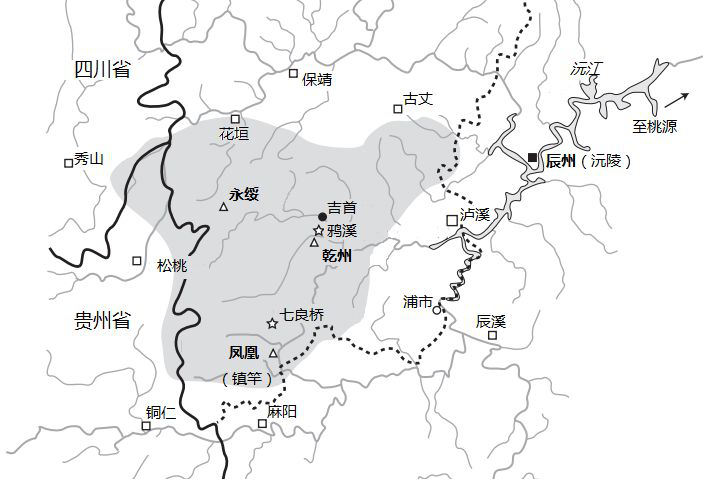 四川省
沅江
保靖
古丈
至桃源
花垣
秀山
辰州（沅陵）
永绥
吉首
泸溪
鸦溪
乾州
松桃
浦市
七良桥
贵州省
辰溪
凤凰
（镇竿）
铜仁
麻阳